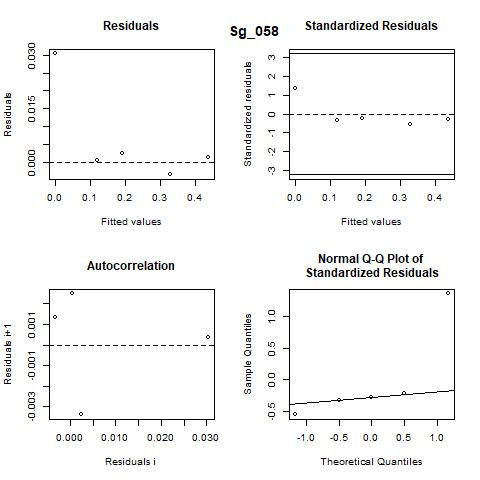 Sg_058
Residuals
Residuals
0.000 0.015 0.030
0.0 0.1 0.2 0.3 0.4
Fitted values
Standardized Residuals
Standardized residuals
-3 -2 -1 0 1 2 3
0.0 0.1 0.2 0.3 0.4
Fitted values
Autocorrelation
Residuals i+1
-0.003 -0.001 0.001
0.000 0.010 0.020 0.030
Residuals i
Normal Q-Q Plot of
Standardized Residuals
Sample Quantiles
-0.5 0.0 0.5 1.0
-1.0 -0.5 0.0 0.5 1.0
Theoretical Quantiles